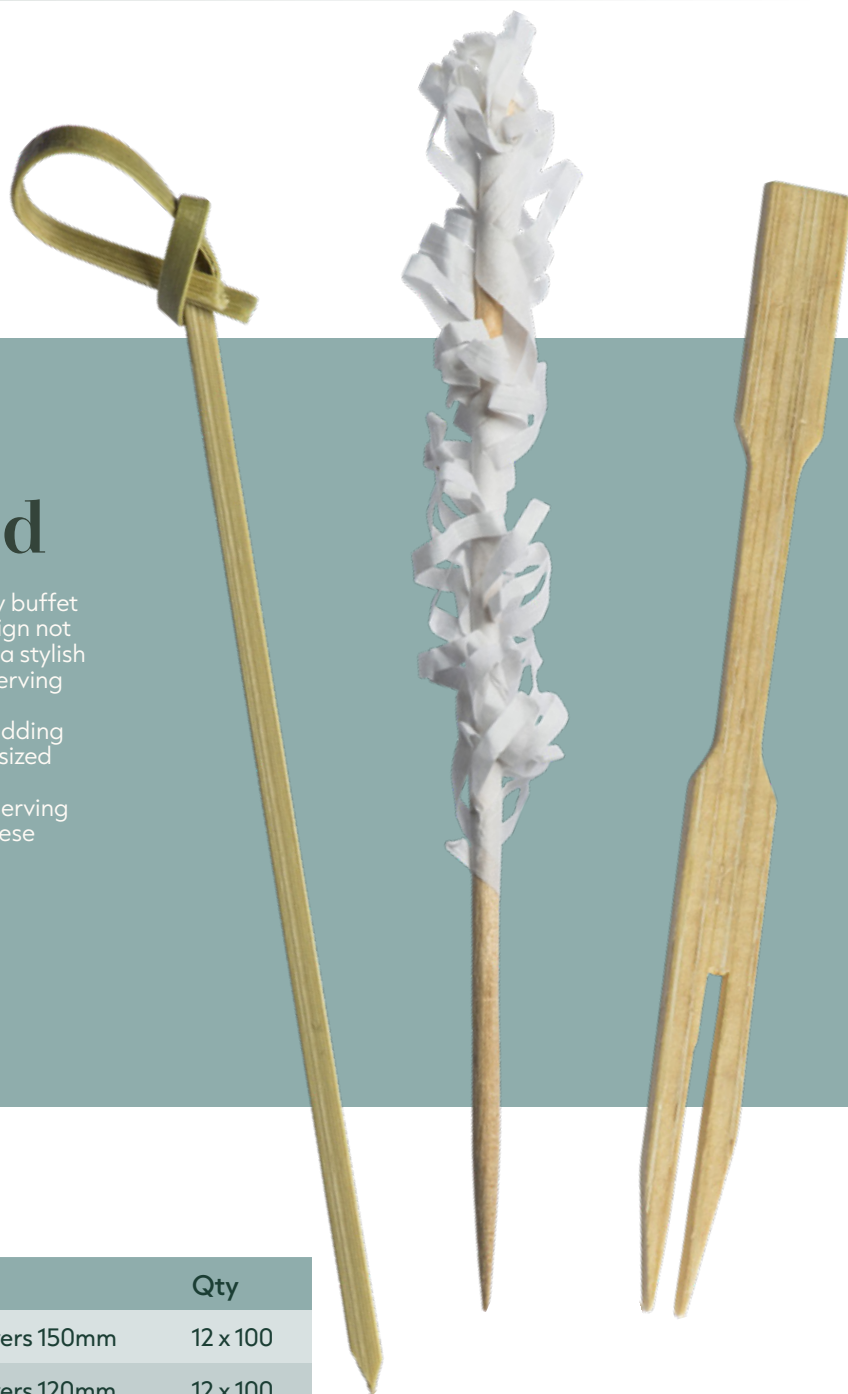 d
y buffet
ign not
a stylish
erving
dding
sized
erving
ese
Qty
ers 150mm
12 x 100
ers 120mm
12 x 100